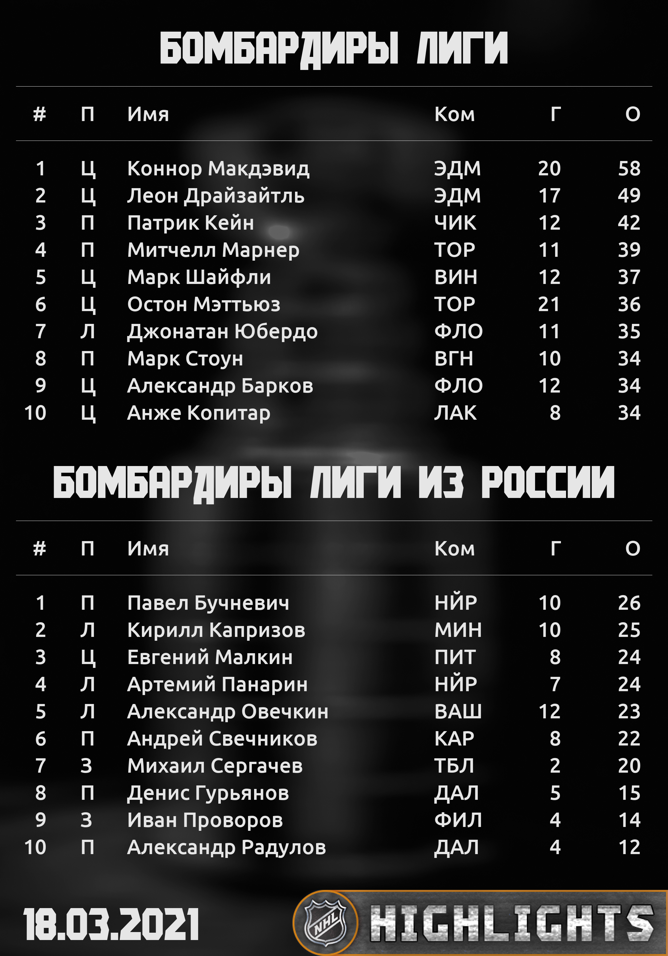 БОМБАРДИРЫ ЛИГИ
# П Имя Ком Г О
1 Ц Коннор Макдэвид ЭДМ 20 58
2 Ц Леон Драйзайтль ЭДМ 17 49
3 П Патрик Кейн ЧИК 12 42
4 П Митчелл Марнер ТОР 11 39
5 Ц Марк Шайфли ВИН 12 37
6 Ц Остон Мэттьюз ТОР 21 36
7 Л Джонатан Юбердо ФЛО 11 35
8 П Марк Стоун ВГН 10 34
9 Ц Александр Барков ФЛО 12 34
10 Ц Анже Копитар ЛАК 8 34
БОМБАРДИРЫ ЛИГИ ИЗ РОССИИ
# П Имя Ком Г О
1 П Павел Бучневич НЙР 10 26
2 Л Кирилл Капризов МИН 10 25
3 Ц Евгений Малкин ПИТ 8 24
4 Л Артемий Панарин НЙР 7 24
5 Л Александр Овечкин ВАШ 12 23
6 П Андрей Свечников КАР 8 22
7 З Михаил Сергачев ТБЛ 2 20
8 П Денис Гурьянов ДАЛ 5 15
9 З Иван Проворов ФИЛ 4 14
10 П Александр Радулов ДАЛ 4 12
18.03.2021 NHL HIGHLIGHTS